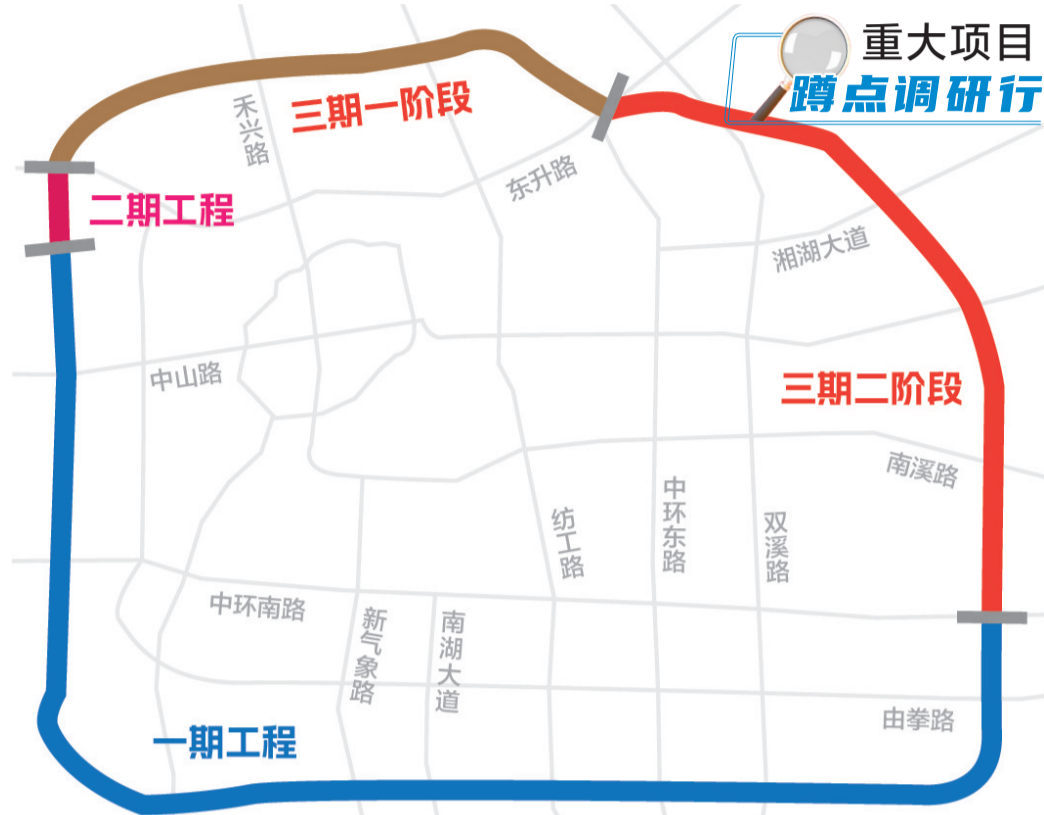 重大项目
蹲点调研行
三期一阶段
禾兴路
东升路
二期工程
湘湖大道
中山路
三期二阶段
南溪路
中环东路
纺工路
双溪路
中环南路
新气象路
南湖大道
由拳路
一期工程